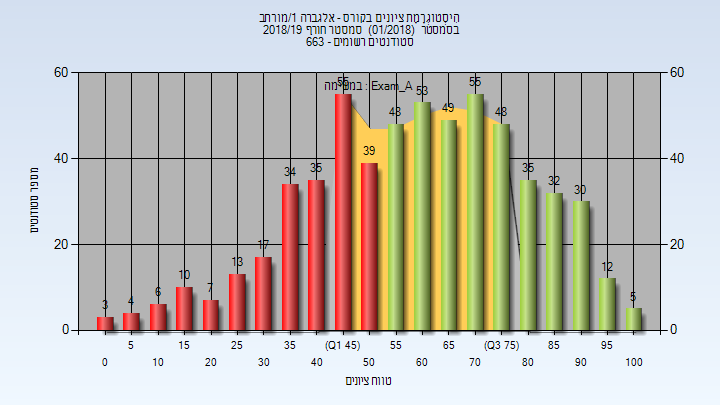 היסטוגרמת ציונים בקורס - אלגברה 1/מורחב
בסמסטר (01/2018) סמסטר חורף 2018/19
סטודנטים רשומים - 663
במשימה : Exam_A
60 60
40 40
20 20
0 0
מספר סטודנטים
3 4 6 10 7 13 17 34 35 55 39 48 53 49 55 48 35 32 30 12 5
5 15 25 35 (Q1 45) 55 65 (Q3 75) 85 95
0 10 20 30 40 50 60 70 80 90 100
טווח ציונים